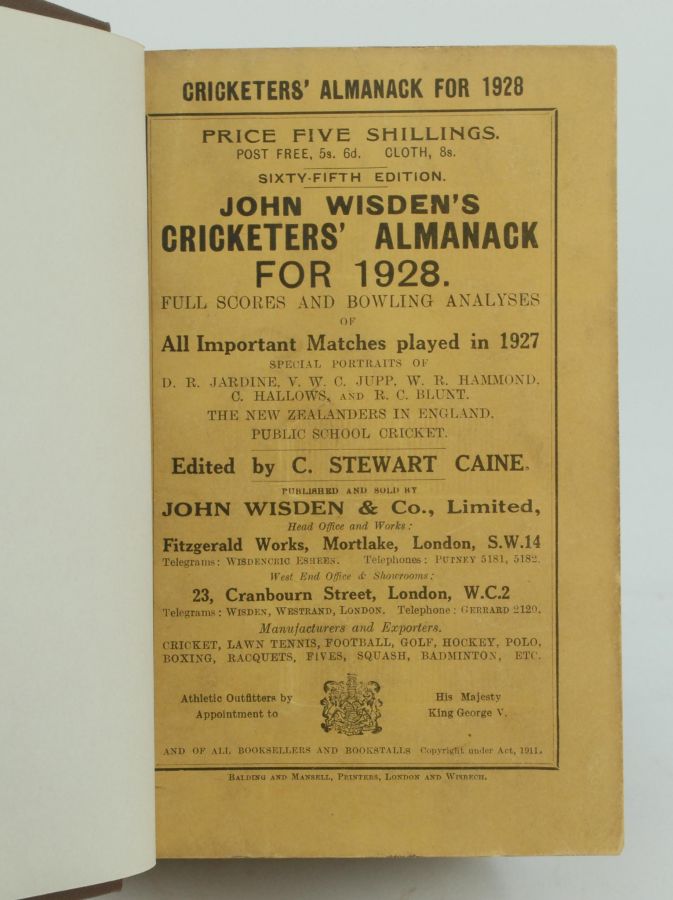 CRICKETERS' ALMANACK FOR 1928
PRICE FIVE SHILLINGS.
POST FREE, 5s. 6d. CLOTH, 8s.
SIXTY-FIFTH EDITION.
JOHN WISDEN'S
CRICKETERS' ALMANACK
FOR 1928.
FULL SCORES AND BOWLING ANALYSES
OF
All Important Matches played in 1927
SPECIAL PORTRAITS OF
D. R. JARDINE, V. W. C. JUPP, W. R. HAMMOND,
C. HALLOWS, AND R. C. BLUNT.
THE NEW ZEALANDERS IN ENGLAND.
PUBLIC SCHOOL CRICKET.
Edited by C. STEWART CAINE.
PUBLISHED AND SOLD BY
JOHN WISDEN & Co., Limited,
Head Office and Works:
Fitzgerald Works, Mortlake, London, S.W.14
Telegrams: WISDENCRIC ESHEES. Telephones: PUTNEY 5181, 5182.
West End Office & Showrooms:
23, Cranbourn Street, London, W.C.2
Telegrams: WISDEN, WESTRAND, LONDON. Telephone: GERRARD 2120.
Manufacturers and Exporters.
CRICKET, LAWN TENNIS, FOOTBALL, GOLF, HOCKEY, POLO,
BOXING, RACQUETS, FIVES, SQUASH, BADMINTON, ETC.
Athletic Outfitters by His Majesty
Appointment to King George V.
AND OF ALL BOOKSELLERS AND BOOKSTALLS Copyright under Act, 1911.
BALDING AND MANSELL, PRINTERS, LONDON AND WISBECH.